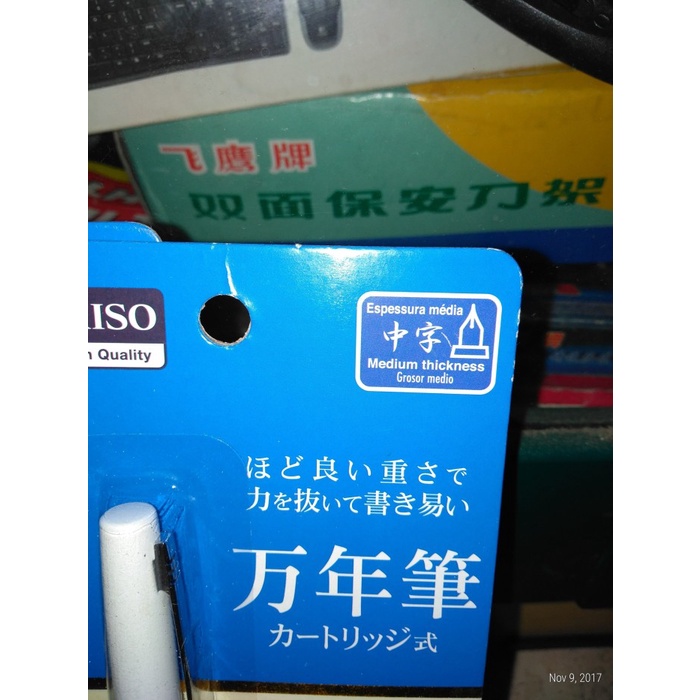 飞鹰牌
双面保安刀架
ISO
Quality
Espessura média
中字
Medium thickness
Grosor medio
ほど良い重さで
力を抜いて書き易い
万年筆
カートリッジ式
Nov 9, 2017